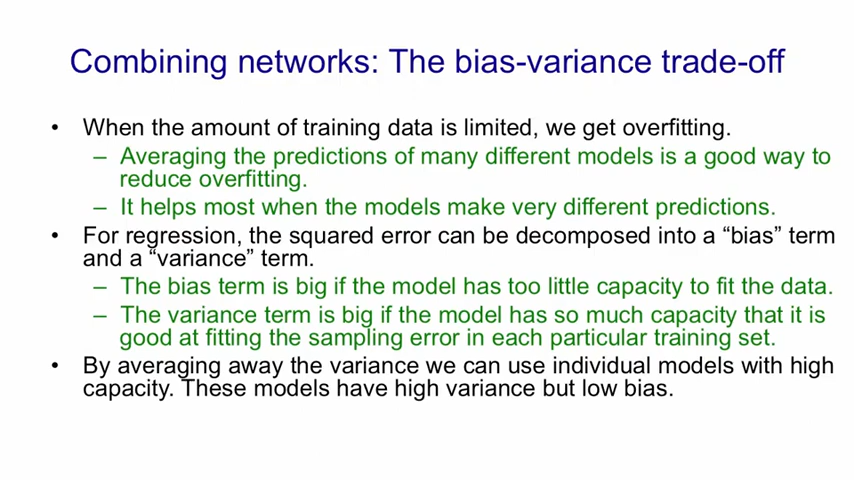 Combining networks: The bias-variance trade-off
• When the amount of training data is limited, we get overfitting.
– Averaging the predictions of many different models is a good way to
reduce overfitting.
– It helps most when the models make very different predictions.
• For regression, the squared error can be decomposed into a “bias” term
and a “variance” term.
– The bias term is big if the model has too little capacity to fit the data.
– The variance term is big if the model has so much capacity that it is
good at fitting the sampling error in each particular training set.
• By averaging away the variance we can use individual models with high
capacity. These models have high variance but low bias.